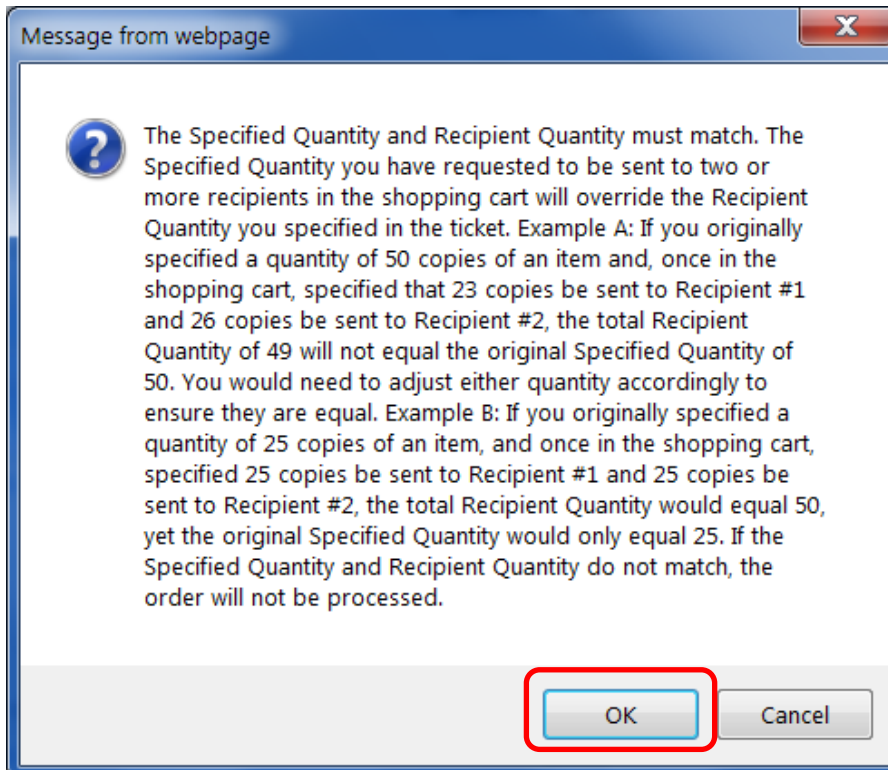 Message from webpage
X
?
The Specified Quantity and Recipient Quantity must match. The
Specified Quantity you have requested to be sent to two or
more recipients in the shopping cart will override the Recipient
Quantity you specified in the ticket. Example A: If you originally
specified a quantity of 50 copies of an item and, once in the
shopping cart, specified that 23 copies be sent to Recipient #1
and 26 copies be sent to Recipient #2, the total Recipient
Quantity of 49 will not equal the original Specified Quantity of
50. You would need to adjust either quantity accordingly to
ensure they are equal. Example B: If you originally specified a
quantity of 25 copies of an item, and once in the shopping cart,
specified 25 copies be sent to Recipient #1 and 25 copies be
sent to Recipient #2, the total Recipient Quantity would equal 50,
yet the original Specified Quantity would only equal 25. If the
Specified Quantity and Recipient Quantity do not match, the
order will not be processed.
OK
Cancel